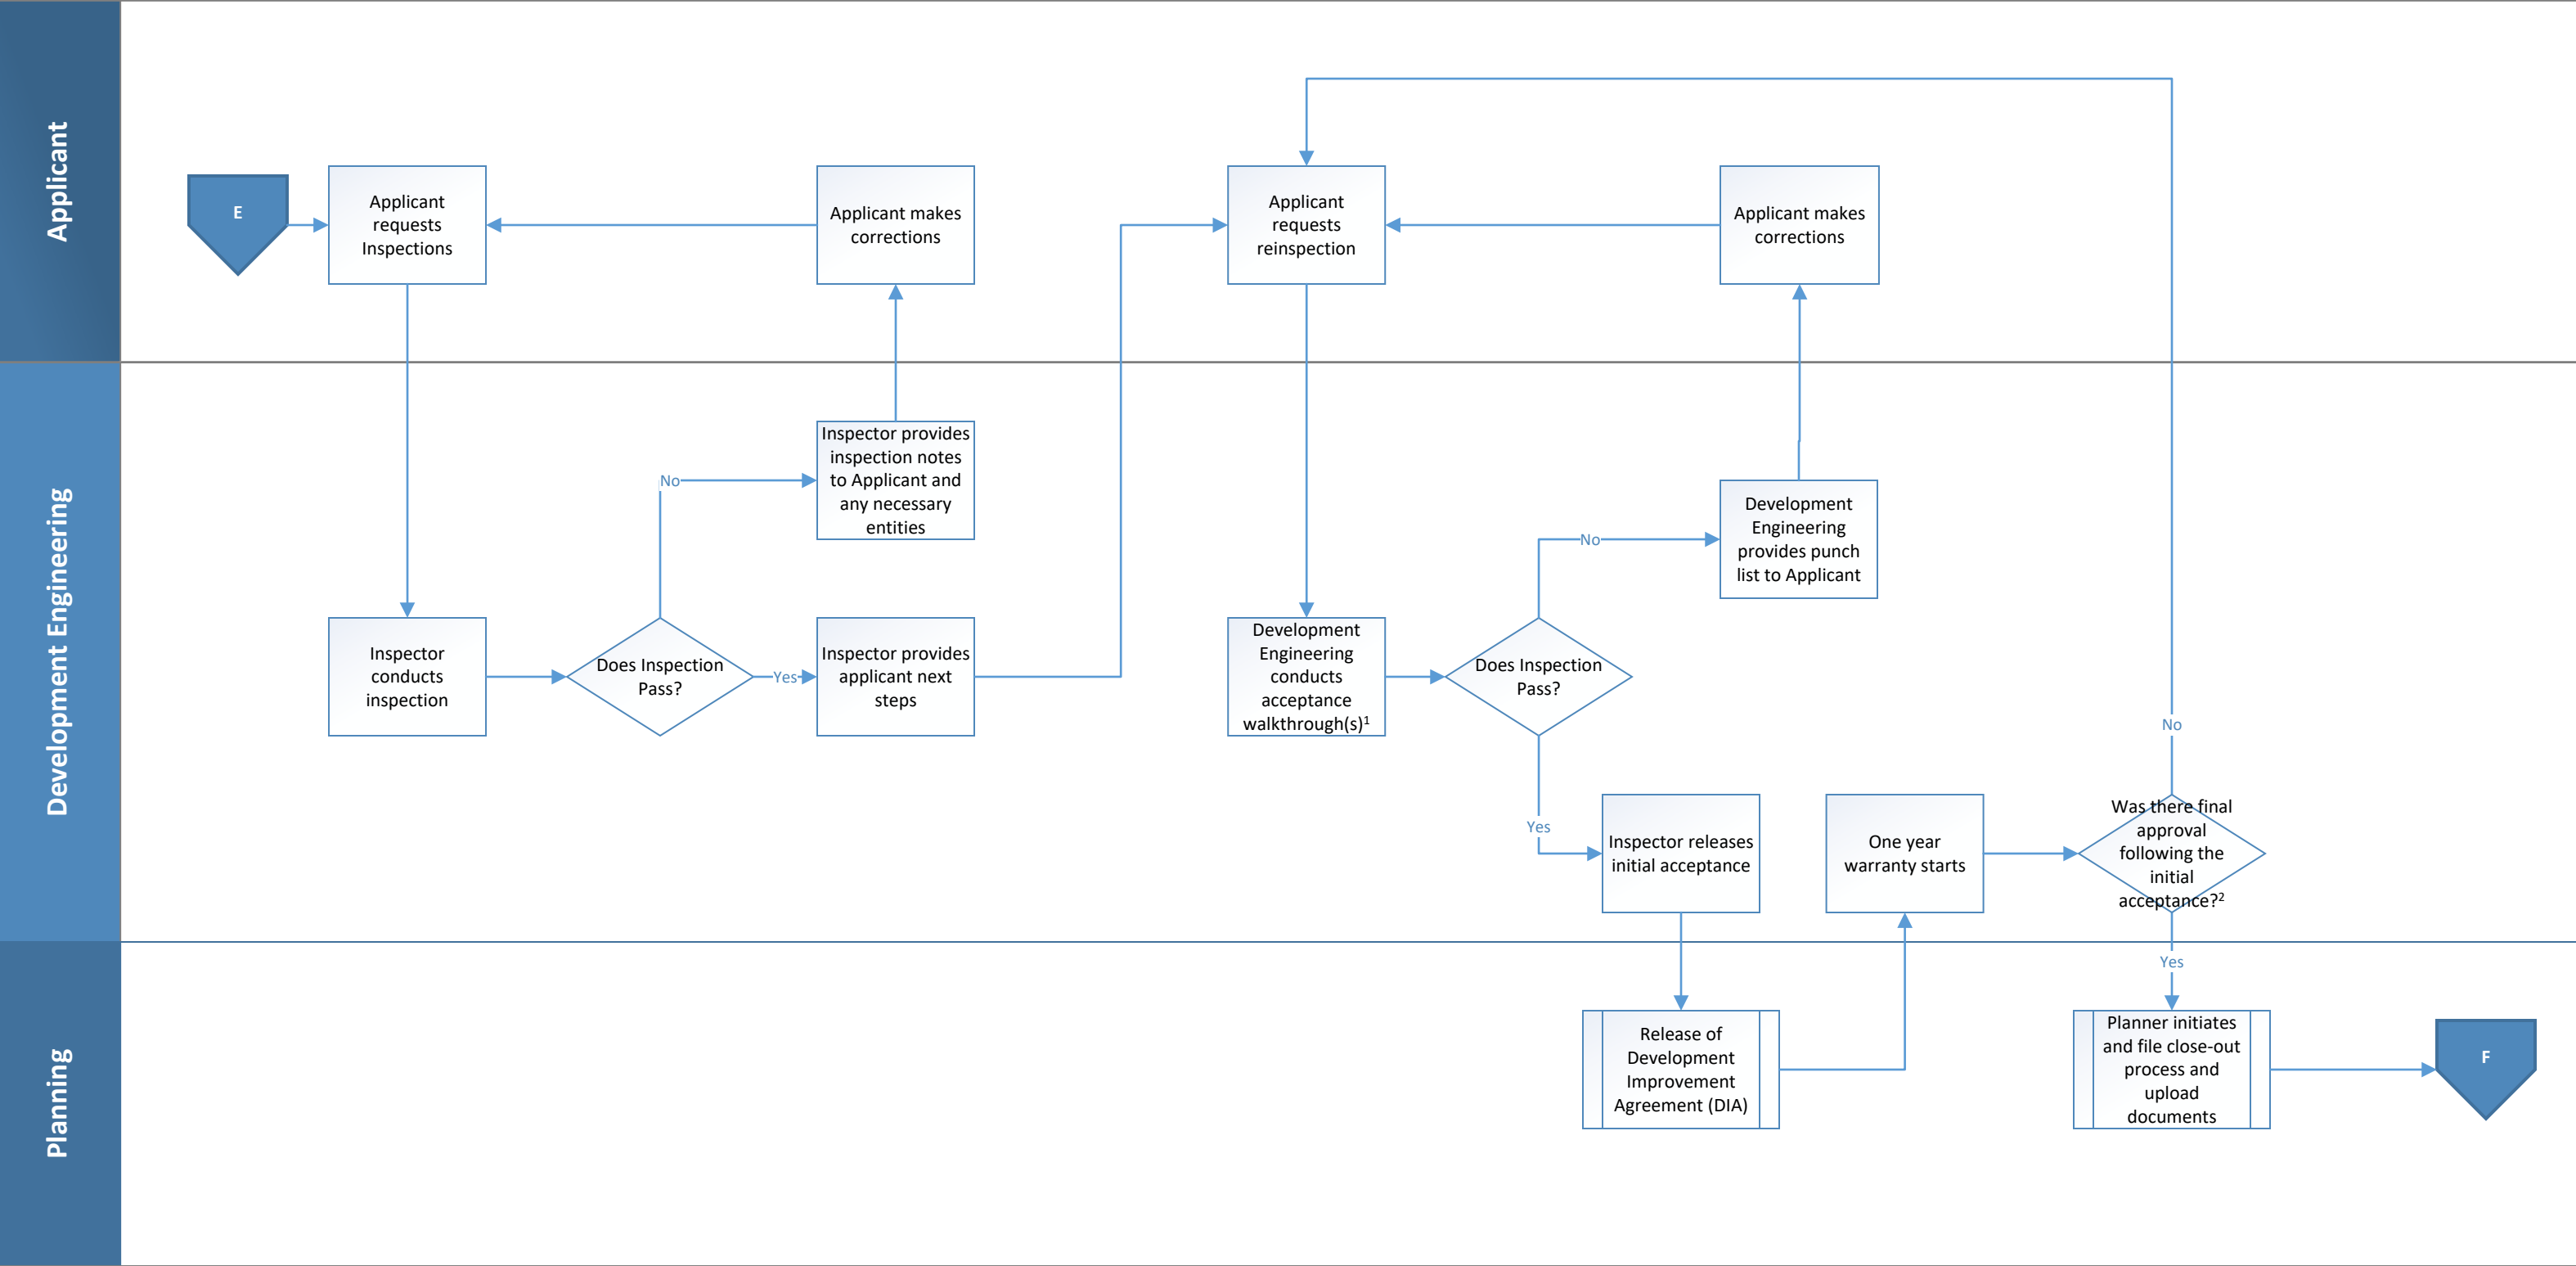 Applicant
E
Applicant
requests
Inspections
Applicant makes
corrections
Applicant
requests
reinspection
Applicant makes
corrections
Development Engineering
Inspector provides
inspection notes
to Applicant and
any necessary
entities
No
Development
Engineering
provides punch
list to Applicant
No
Inspector
conducts
inspection
Does Inspection
Pass?
Yes
Inspector provides
applicant next
steps
Development
Engineering
conducts
acceptance
walkthrough(s)¹
Does Inspection
Pass?
No
Yes
Inspector releases
initial acceptance
One year
warranty starts
Was there final
approval
following the
initial
acceptance?²
Yes
Planning
Release of
Development
Improvement
Agreement (DIA)
Planner initiates
and file close-out
process and
upload
documents
F